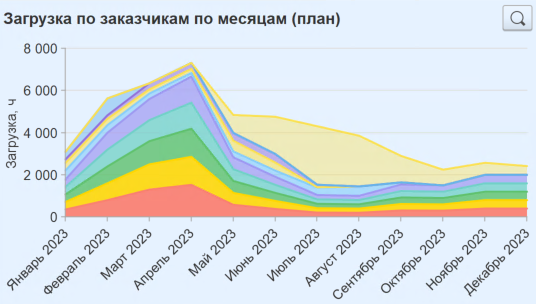 Загрузка по заказчикам по месяцам (план)
Загрузка, ч
8 000
6 000
4 000
2 000
0
Январь 2023
Февраль 2023
Март 2023
Апрель 2023
Май 2023
Июнь 2023
Июль 2023
Август 2023
Сентябрь 2023
Октябрь 2023
Ноябрь 2023
Декабрь 2023